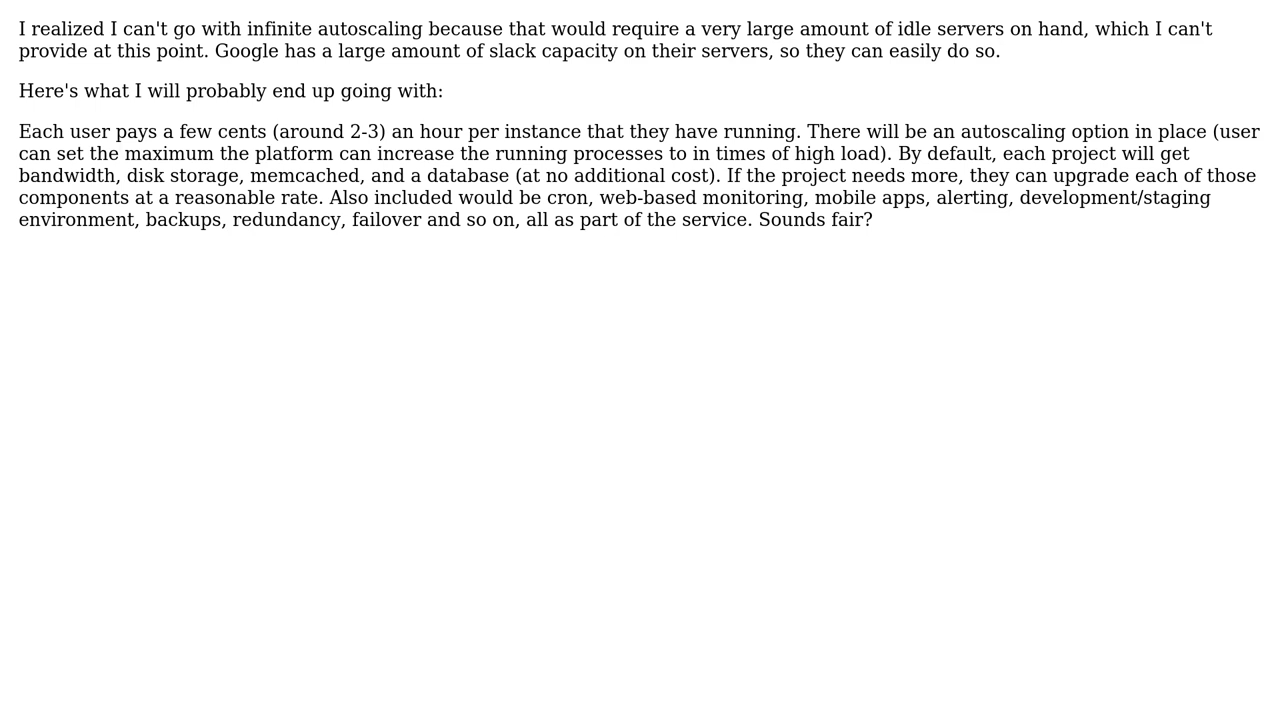 I realized I can't go with infinite autoscaling because that would require a very large amount of idle servers on hand, which I can't
provide at this point. Google has a large amount of slack capacity on their servers, so they can easily do so.
Here's what I will probably end up going with:
Each user pays a few cents (around 2-3) an hour per instance that they have running. There will be an autoscaling option in place (user
can set the maximum the platform can increase the running processes to in times of high load). By default, each project will get
bandwidth, disk storage, memcached, and a database (at no additional cost). If the project needs more, they can upgrade each of those
components at a reasonable rate. Also included would be cron, web-based monitoring, mobile apps, alerting, development/staging
environment, backups, redundancy, failover and so on, all as part of the service. Sounds fair?